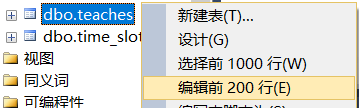 dbo.teaches
dbo.time_slot
视图
同义词
可编程性
新建表(T)...
设计(G)
选择前 1000 行(W)
编辑前 200 行(E)